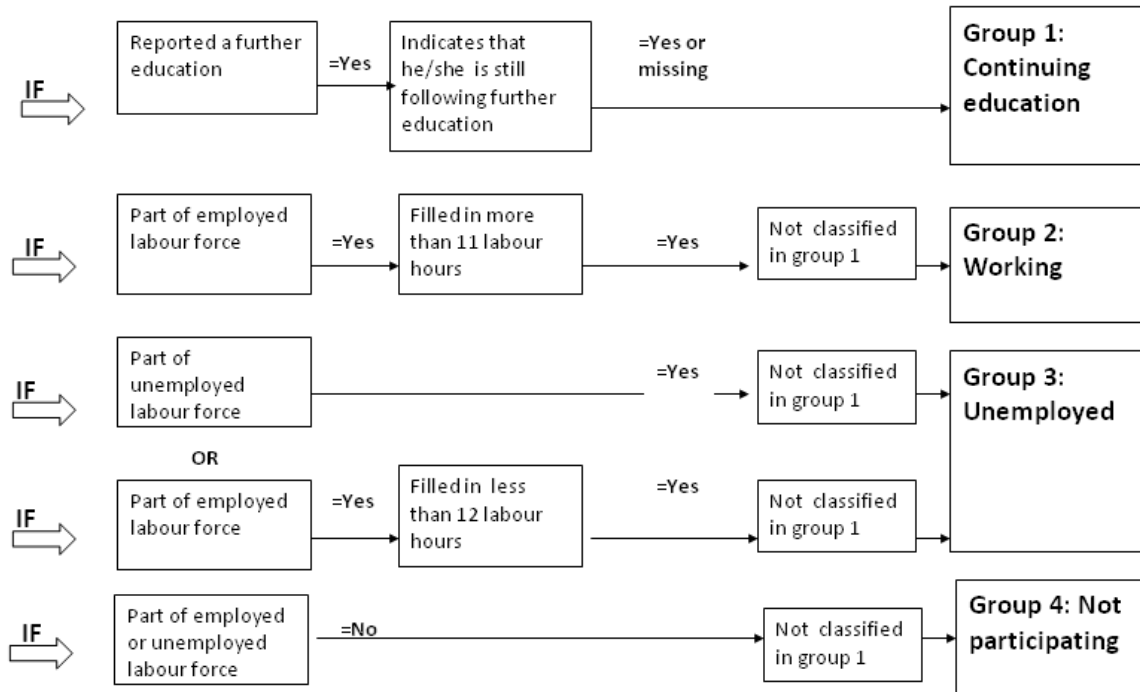 IF
Reported a further
education
=Yes
Indicates that
he/she is still
following further
education
=Yes or
missing
Group 1:
Continuing
education
IF
Part of employed
labour force
=Yes
Filled in more
than 11 labour
hours
=Yes
Not classified
in group 1
Group 2:
Working
IF
Part of
unemployed
labour force
=Yes
Not classified
in group 1
Group 3:
Unemployed
OR
IF
Part of employed
labour force
=Yes
Filled in less
than 12 labour
hours
=Yes
Not classified
in group 1
IF
Part of employed
or unemployed
labour force
=No
Not classified
in group 1
Group 4: Not
participating